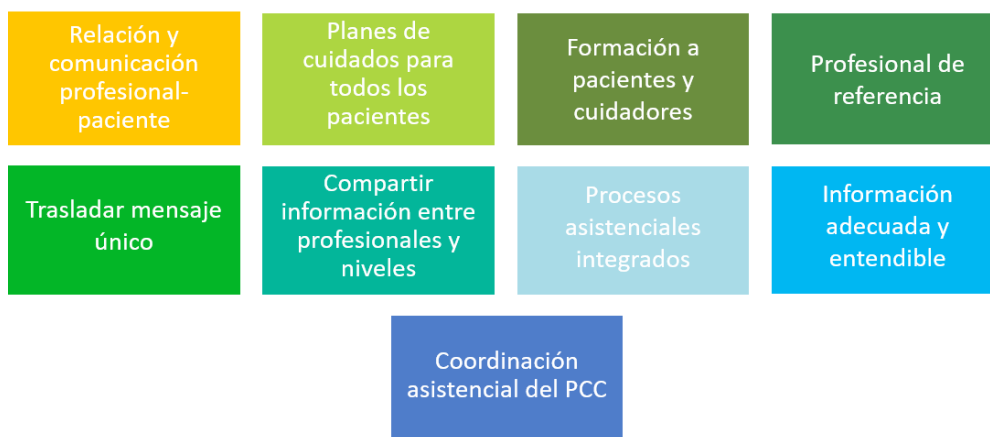 Relación y
comunicación
profesional-
paciente
Planes de
cuidados para
todos los
pacientes
Formación a
pacientes y
cuidadores
Profesional de
referencia
Trasladar mensaje
único
Compartir
información entre
profesionales y
niveles
Procesos
asistenciales
integrados
Información
adecuada y
entendible
Coordinación
asistencial del PCC